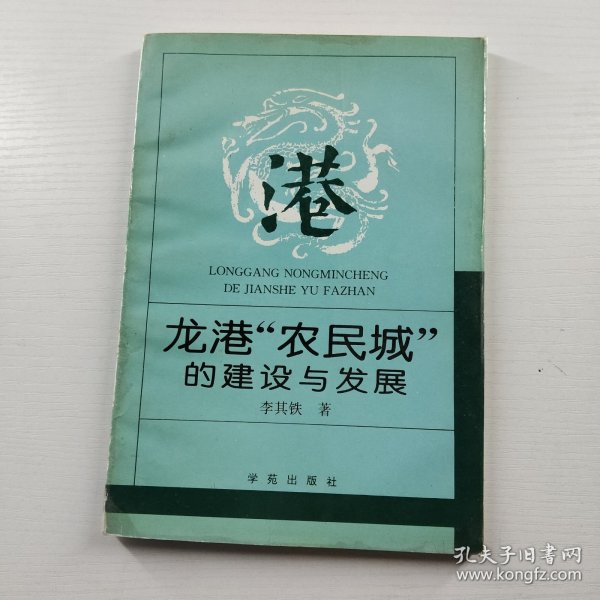 港
LONGGANG NONGMINCHENG
DE JIANSHE YU FAZHAN
龙港“农民城”
的建设与发展
李其铁 著
学苑出版社
孔夫子旧书网
www.kongfz.com